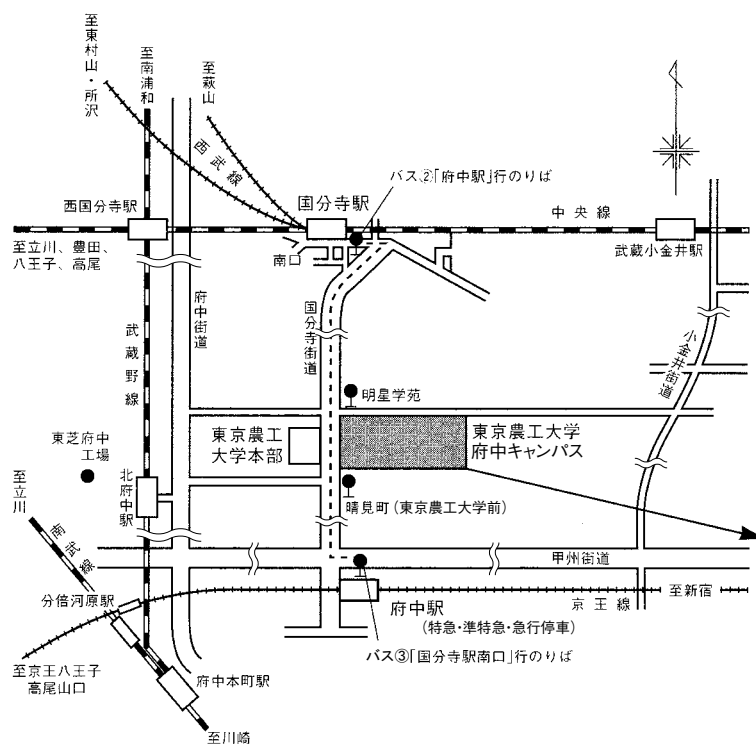 至東村山・所沢
至南浦和
至萩山
西武線
バス②「府中駅」行のりば
国分寺駅
西国分寺駅
中央線
武蔵小金井駅
至立川、豊田、
八王子、高尾
南口
府中街道
国分寺街道
武蔵野線
小金井街道
明星学苑
東京農工
大学本部
東京農工大学
府中キャンパス
東芝府中
工場
北府中駅
晴見町(東京農工大学前)
至立川
南武線
甲州街道
分倍河原駅
府中駅
京王線
至新宿
(特急・準特急・急行停車)
バス③「国分寺駅南口」行のりば
至京王八王子
高尾山口
府中本町駅
至川崎